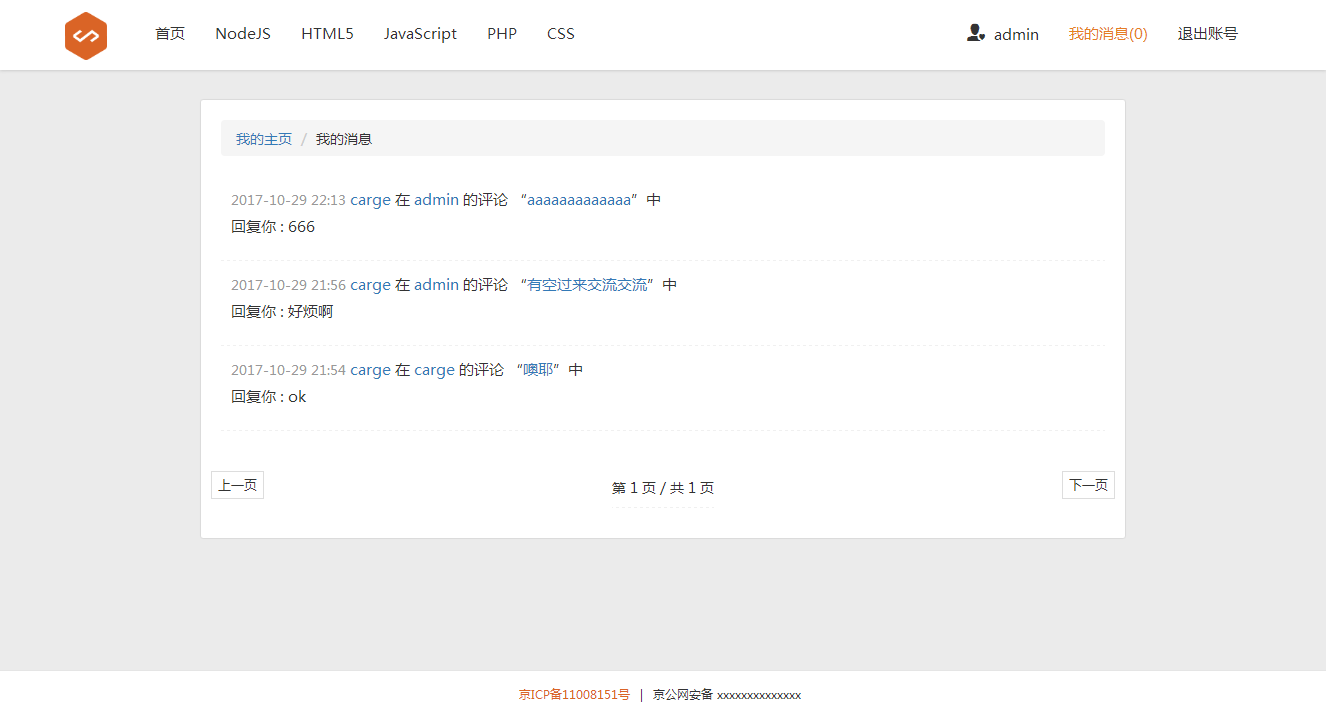 首页 NodeJS HTML5 JavaScript PHP CSS admin 我的消息(0) 退出账号
我的主页 / 我的消息
2017-10-29 22:13 carge 在 admin 的评论 “aaaaaaaaaaaaa” 中
回复你 : 666
2017-10-29 21:56 carge 在 admin 的评论 “有空过来交流交流” 中
回复你 : 好烦啊
2017-10-29 21:54 carge 在 carge 的评论 “噢耶” 中
回复你 : ok
上一页 第 1 页 / 共 1 页 下一页
京ICP备11008151号 | 京公网安备 xxxxxxxxxxxxxx